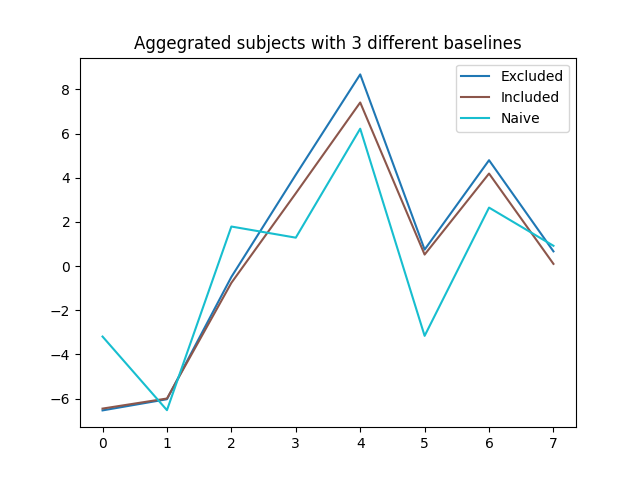 Aggegrated subjects with 3 different baselines
Excluded
Included
Naive
8
6
4
2
0
−2
−4
−6
0 1 2 3 4 5 6 7